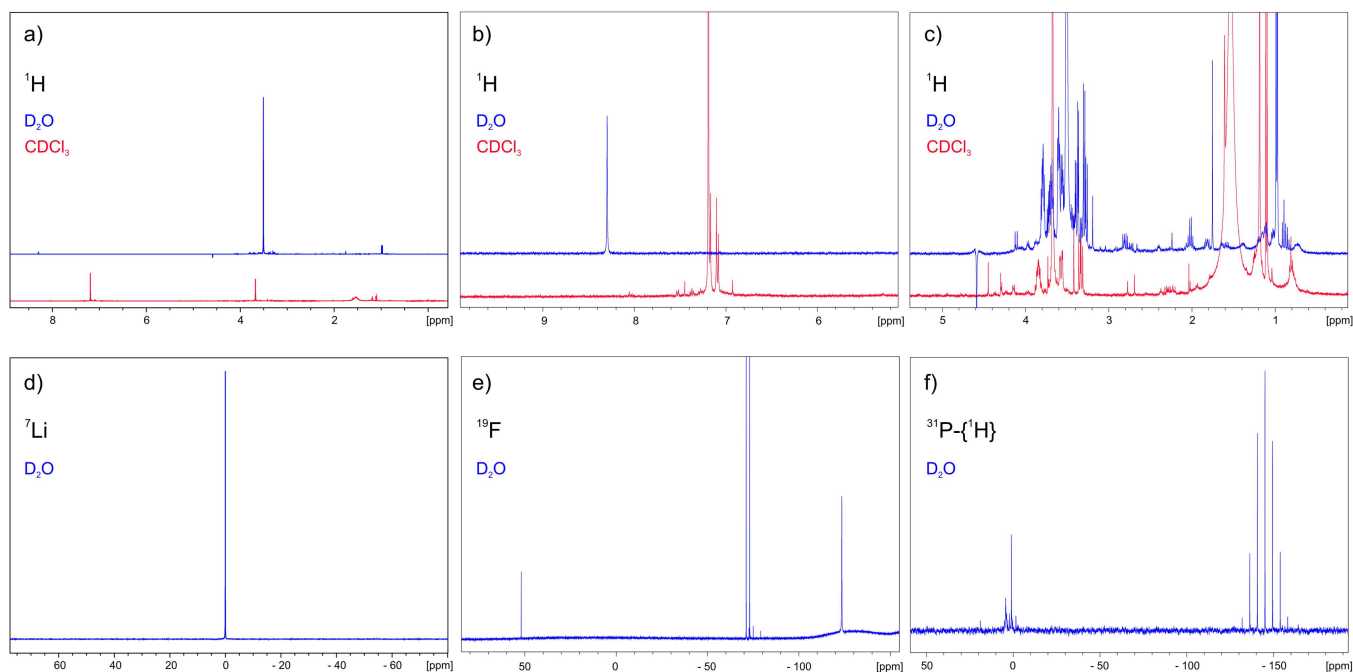 a)
¹H
D₂O
CDCl₃
8 6 4 2 [ppm]
b)
¹H
D₂O
CDCl₃
9 8 7 6 [ppm]
c)
¹H
D₂O
CDCl₃
5 4 3 2 1 [ppm]
d)
⁷Li
D₂O
60 40 20 0 - 20 - 40 - 60 [ppm]
e)
¹⁹F
D₂O
50 0 - 50 - 100 [ppm]
f)
³¹P-{¹H}
D₂O
50 0 - 50 - 100 - 150 [ppm]